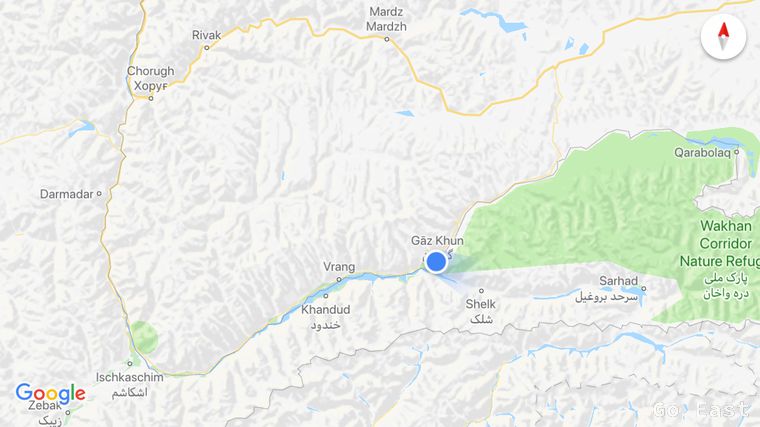 Mardz
Mardzh
Rivak
Chorugh
Хоруғ
Qarabolaq
Darmadar
Wakhan
Corridor
Nature Refug
پارک ملی
دره واخان
Gāz Khun
Vrang
Khandud
خندود
Shelk
شلک
Sarhad
سرحد بروغیل
Ischkaschim
اشکاشم
Google
Zebak
زیبک
Go, East